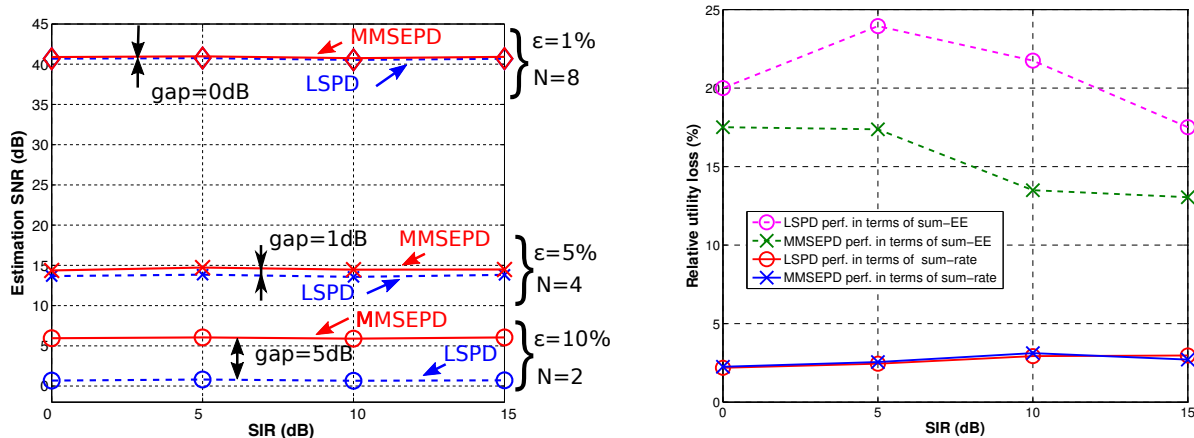 45
40
35
30
25
20
15
10
5
0
Estimation SNR (dB)
0
5
10
15
SIR (dB)
MMSEPD
LSPD
gap=0dB
ε=1%
N=8
gap=1dB
MMSEPD
LSPD
ε=5%
N=4
MMSEPD
gap=5dB
LSPD
ε=10%
N=2
25
20
15
10
5
0
Relative utility loss (%)
0
5
10
15
SIR (dB)
LSPD perf. in terms of sum−EE
MMSEPD perf. in terms of sum−EE
LSPD perf. in terms of sum−rate
MMSEPD perf. in terms of sum−rate